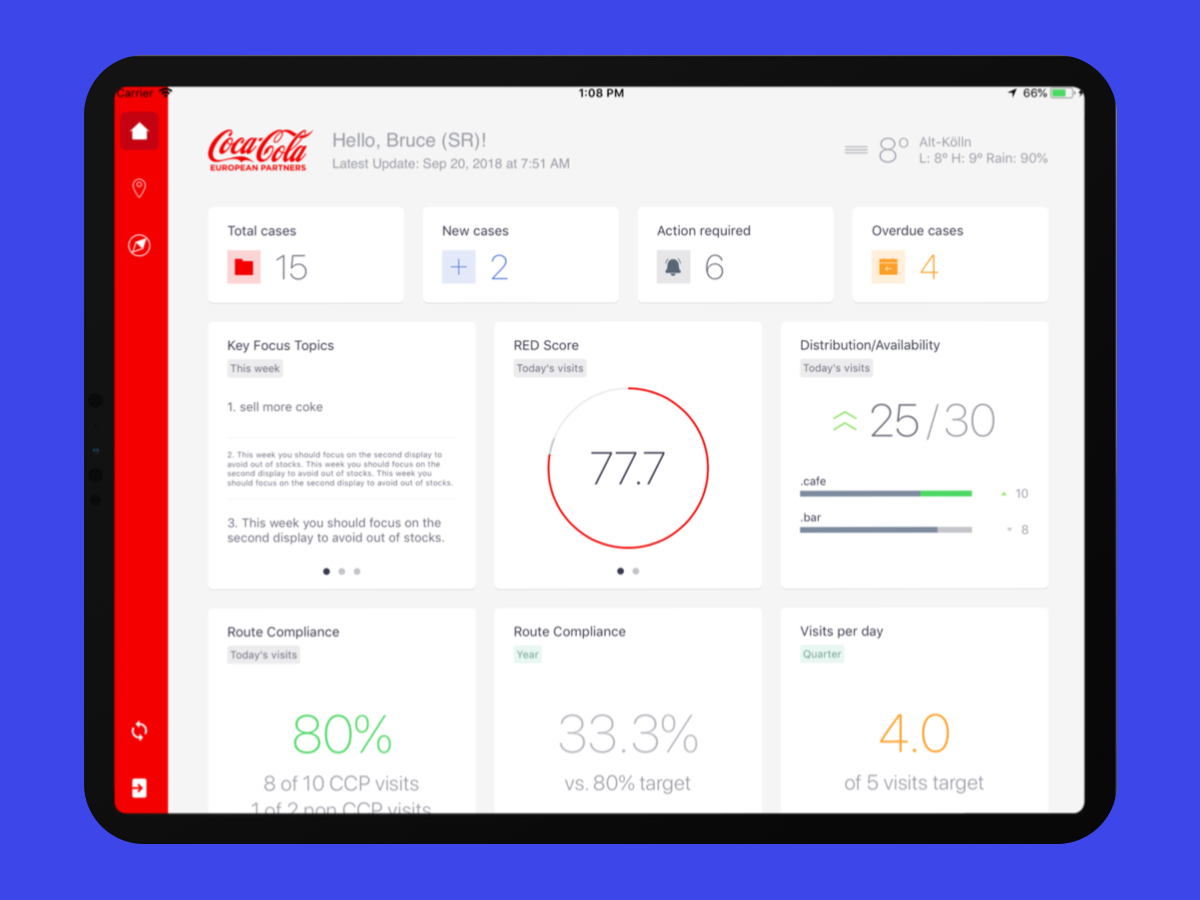 Carrier
1:08 PM
66%
Coca-Cola
EUROPEAN PARTNERS
Hello, Bruce (SR)!
Latest Update: Sep 20, 2018 at 7:51 AM
8°
Alt-Kölln
L: 8° H: 9° Rain: 90%
Total cases
15
New cases
2
Action required
6
Overdue cases
4
Key Focus Topics
This week
1. sell more coke
2. This week you should focus on the second display to
avoid out of stocks. This week you should focus on the
second display to avoid out of stocks. This week you
should focus on the second display to avoid out of stocks.
3. This week you should focus on the
second display to avoid out of stocks.
RED Score
Today's visits
77.7
Distribution/Availability
Today's visits
25/30
.cafe
10
.bar
8
Route Compliance
Today's visits
80%
8 of 10 CCP visits
1 of 2 non CCP visits
Route Compliance
Year
33.3%
vs. 80% target
Visits per day
Quarter
4.0
of 5 visits target